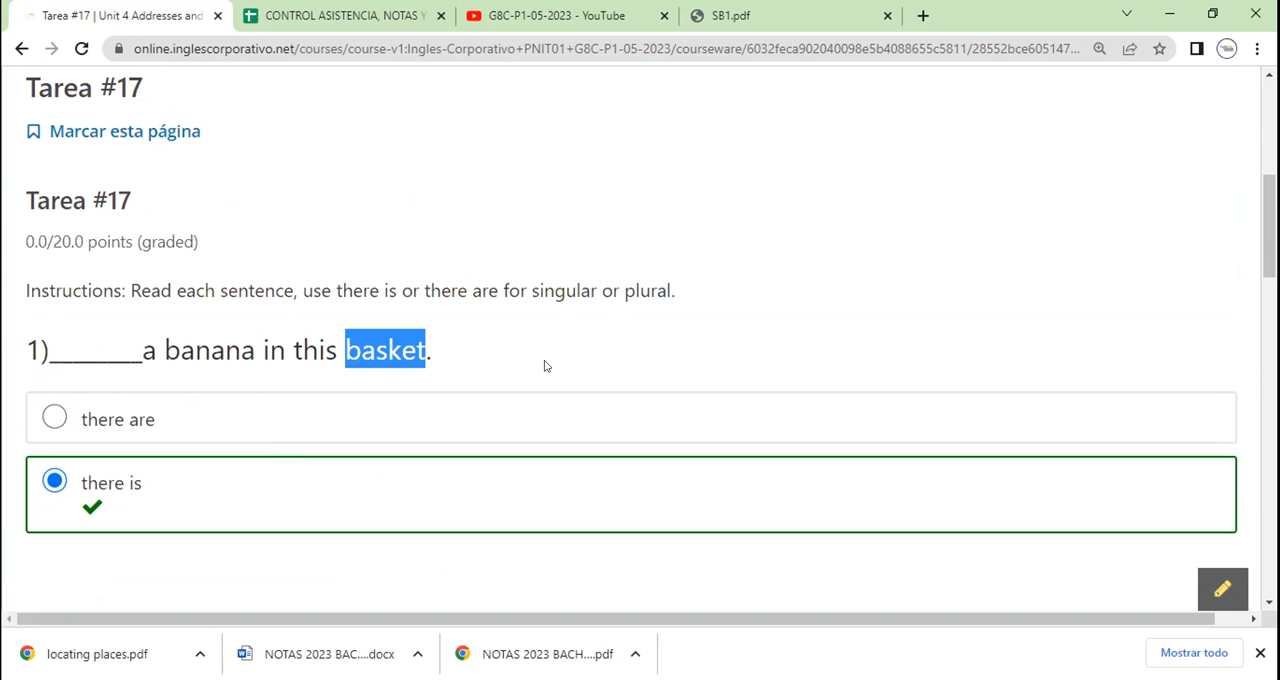 Tarea #17 | Unit 4 Addresses and
CONTROL ASISTENCIA, NOTAS Y
G8C-P1-05-2023 - YouTube
SB1.pdf
online.inglescorporativo.net/courses/course-v1:Ingles-Corporativo+PNIT01+G8C-P1-05-2023/courseware/6032feca902040098e5b4088655c5811/28552bce605147...
Tarea #17
Marcar esta página
Tarea #17
0.0/20.0 points (graded)
Instructions: Read each sentence, use there is or there are for singular or plural.
1)_______a banana in this basket.
there are
there is
locating places.pdf
NOTAS 2023 BAC....docx
NOTAS 2023 BACH....pdf
Mostrar todo